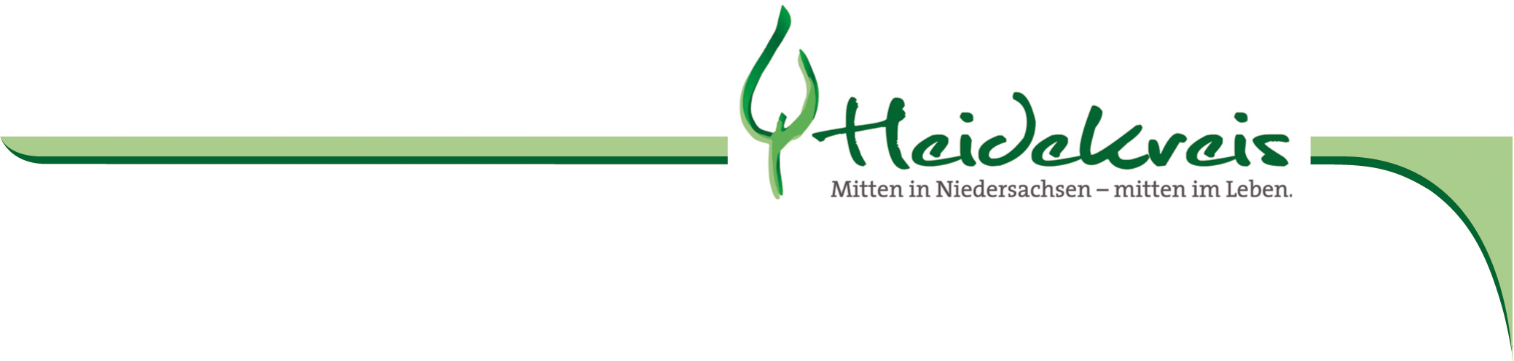 Heidekreis
Mitten in Niedersachsen – mitten im Leben.